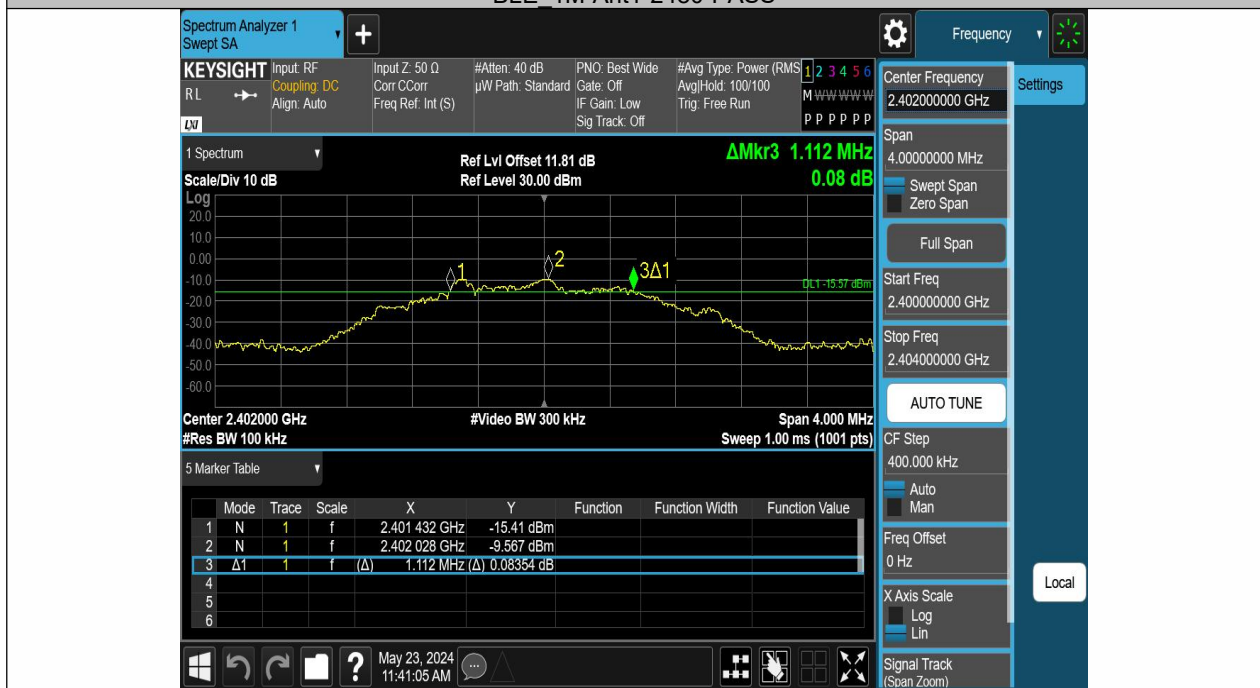 Spectrum Analyzer 1
Swept SA
Frequency
KEYSIGHT
RL
LXI
Input: RF
Coupling: DC
Align: Auto
Input Z: 50 Ω
Corr CCorr
Freq Ref: Int (S)
#Atten: 40 dB
µW Path: Standard
PNO: Best Wide
Gate: Off
IF Gain: Low
Sig Track: Off
#Avg Type: Power (RMS
Avg|Hold: 100/100
Trig: Free Run
1 2 3 4 5 6
M W W W W W
P P P P P P
1 Spectrum
Scale/Div 10 dB
Ref Lvl Offset 11.81 dB
Ref Level 30.00 dBm
ΔMkr3 1.112 MHz
0.08 dB
Log
20.0
10.0
0.00
-10.0
-20.0
-30.0
-40.0
-50.0
-60.0
1
2
3Δ1
DL1 -15.57 dBm
Center 2.402000 GHz
#Video BW 300 kHz
Span 4.000 MHz
#Res BW 100 kHz
Sweep 1.00 ms (1001 pts)
5 Marker Table
Mode Trace Scale X Y Function Function Width Function Value
1 N 1 f 2.401 432 GHz -15.41 dBm
2 N 1 f 2.402 028 GHz -9.567 dBm
3 Δ1 1 f (Δ) 1.112 MHz (Δ) 0.08354 dB
4
5
6
?
May 23, 2024
11:41:05 AM
Center Frequency
2.402000000 GHz
Settings
Span
4.00000000 MHz
Swept Span
Zero Span
Full Span
Start Freq
2.400000000 GHz
Stop Freq
2.404000000 GHz
AUTO TUNE
CF Step
400.000 kHz
Auto
Man
Freq Offset
0 Hz
Local
X Axis Scale
Log
Lin
Signal Track
(Span Zoom)